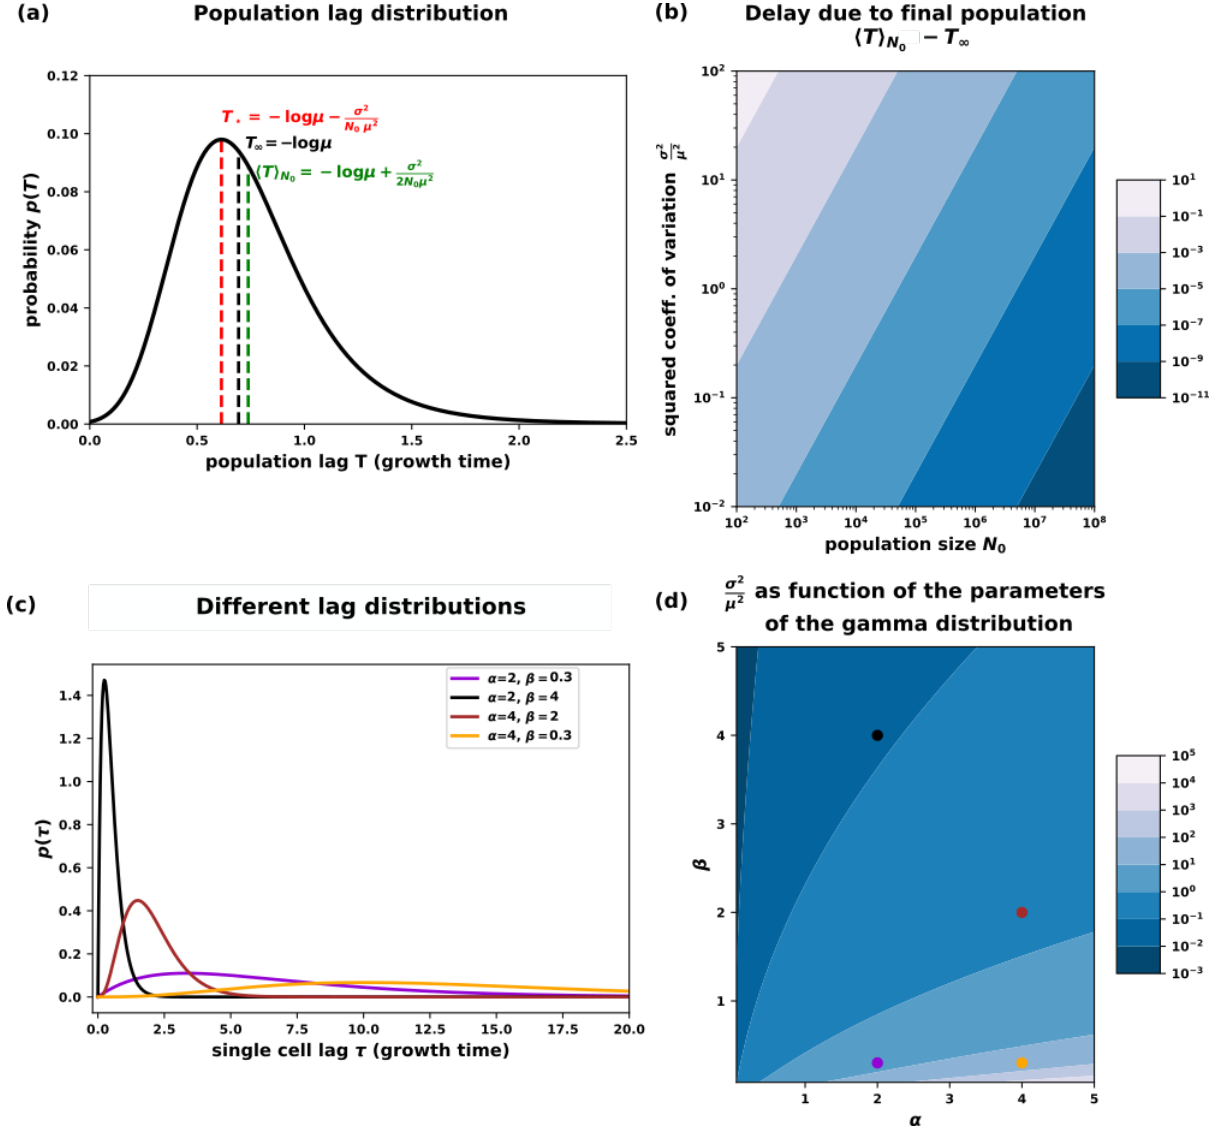 (a)
Population lag distribution
T⋆ = −logμ − σ²/(N₀ μ²)
T∞ = −logμ
⟨T⟩N₀ = −logμ + σ²/(2N₀μ²)
0.12
0.10
0.08
0.06
0.04
0.02
0.00
probability p(T)
0.0 0.5 1.0 1.5 2.0 2.5
population lag T (growth time)
(b)
Delay due to final population
⟨T⟩N₀ − T∞
10²
10¹
10⁰
10⁻¹
10⁻²
squared coeff. of variation σ²/μ²
10² 10³ 10⁴ 10⁵ 10⁶ 10⁷ 10⁸
population size N₀
10¹
10⁻¹
10⁻³
10⁻⁵
10⁻⁷
10⁻⁹
10⁻¹¹
(c)
Different lag distributions
α=2, β=0.3
α=2, β=4
α=4, β=2
α=4, β=0.3
1.4
1.2
1.0
0.8
0.6
0.4
0.2
0.0
p(τ)
0.0 2.5 5.0 7.5 10.0 12.5 15.0 17.5 20.0
single cell lag τ (growth time)
(d)
σ²/μ² as function of the parameters
of the gamma distribution
5
4
3
2
1
β
1 2 3 4 5
α
10⁵
10⁴
10³
10²
10¹
10⁰
10⁻¹
10⁻²
10⁻³